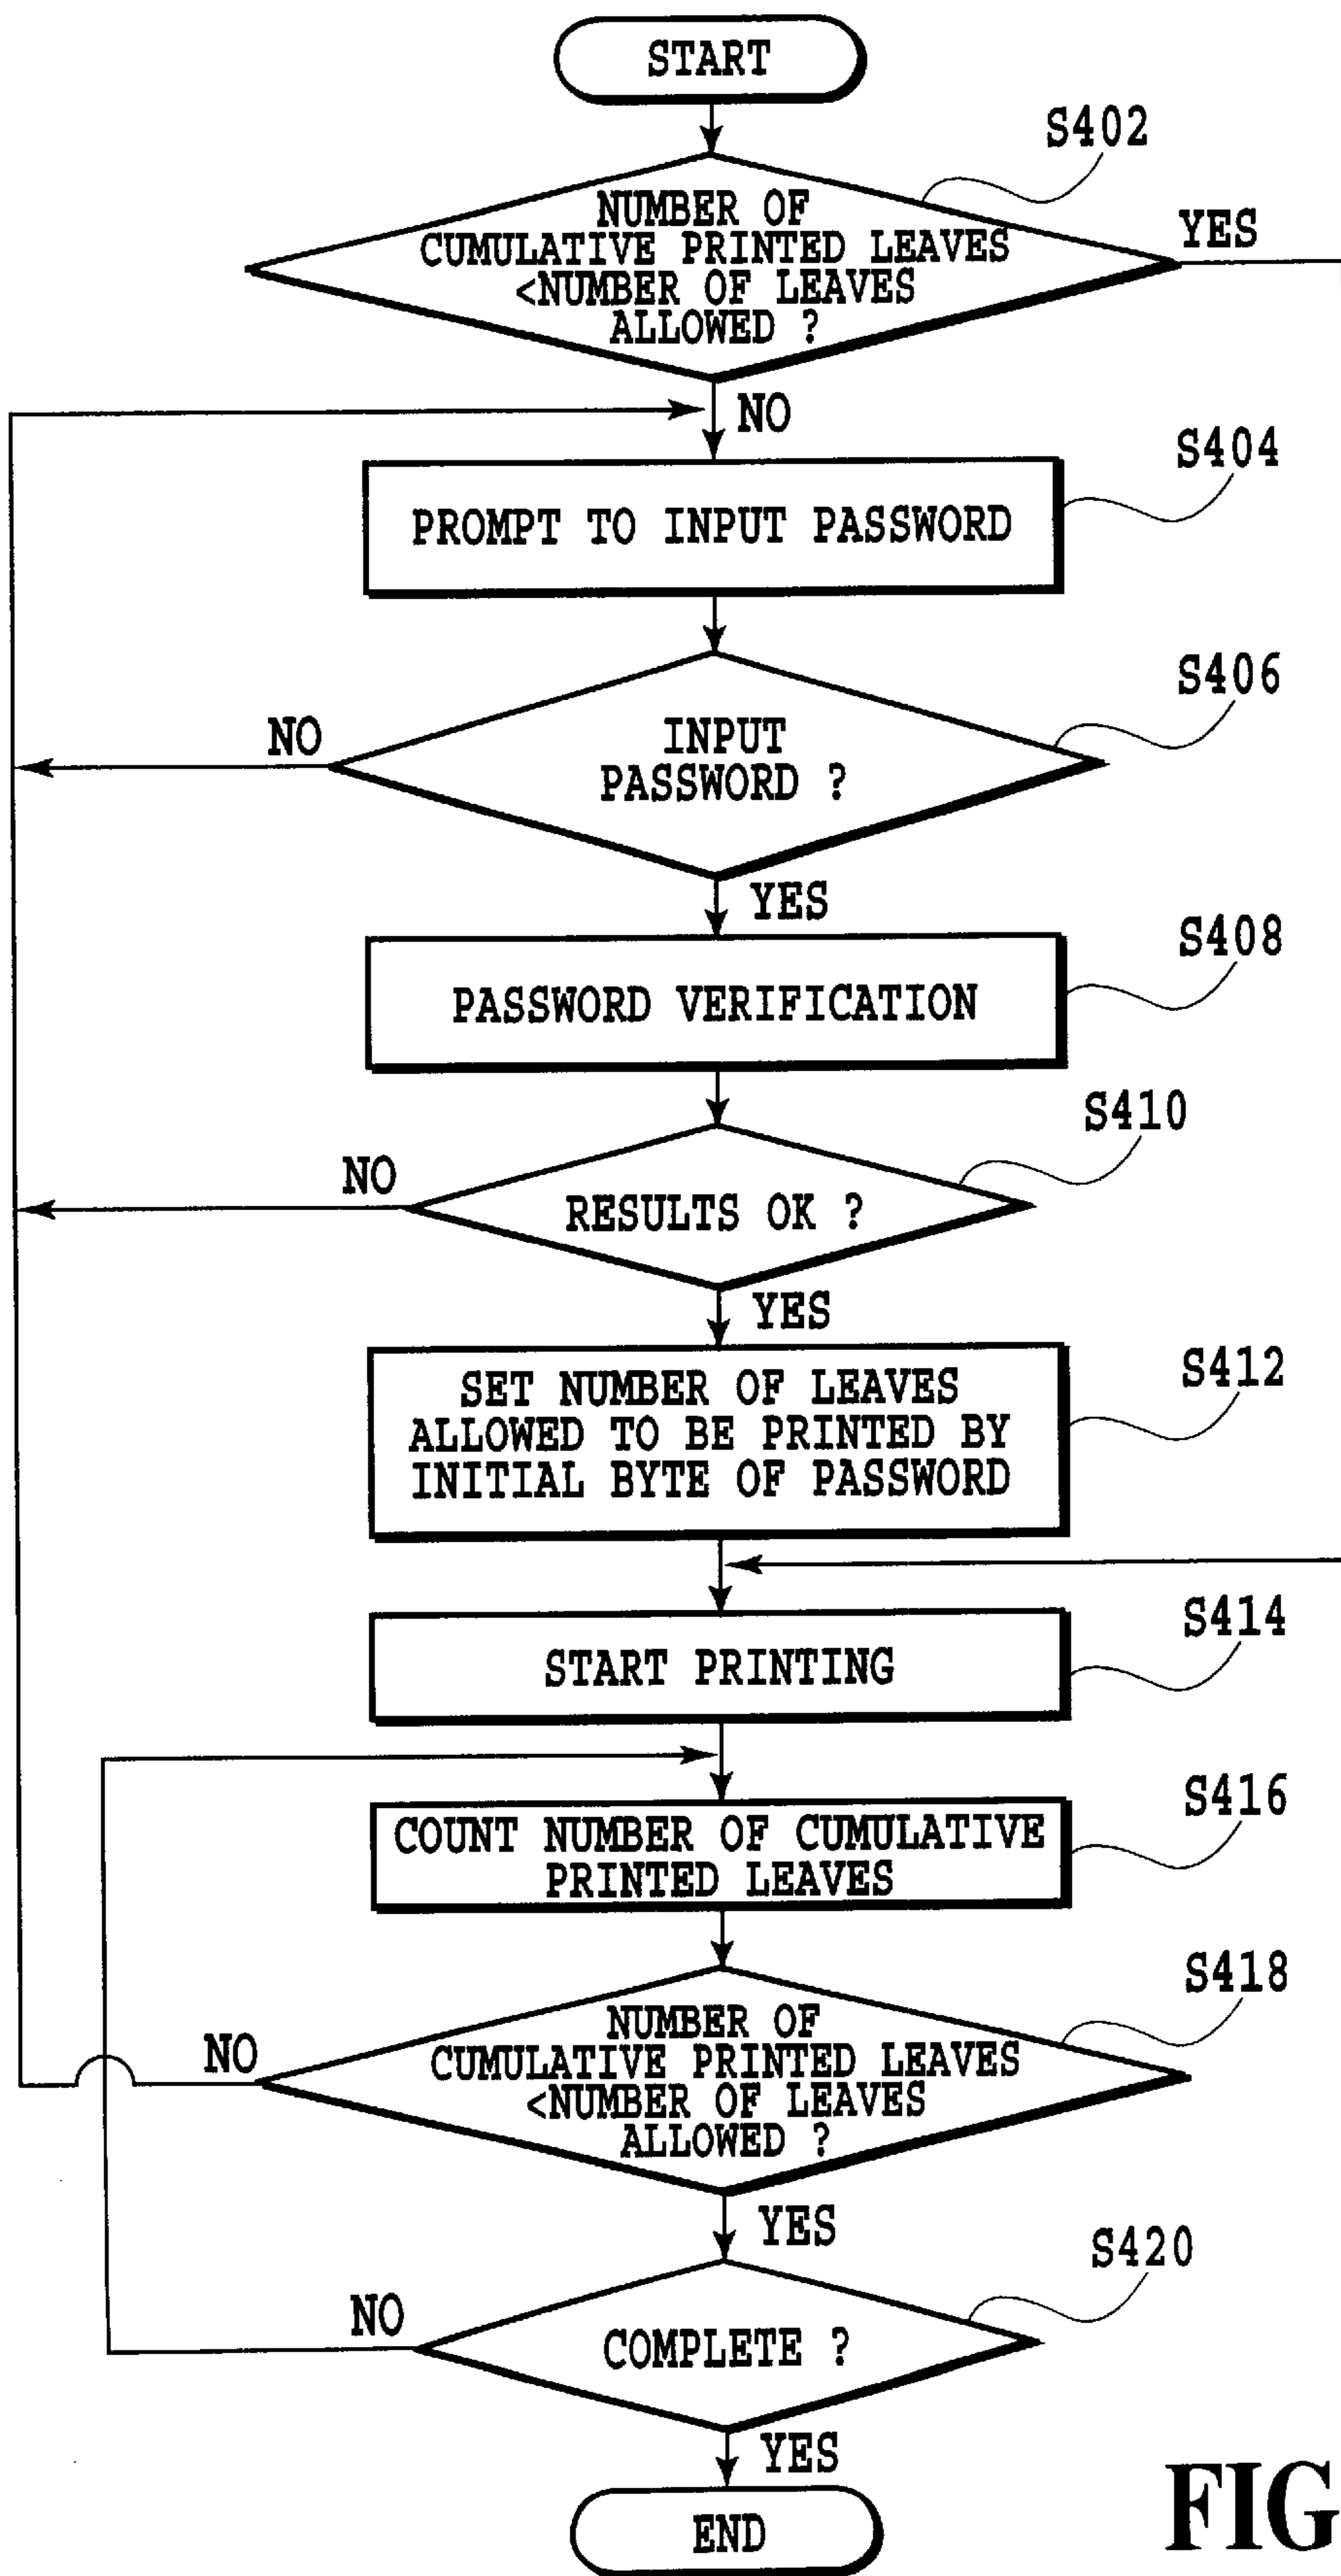 START
S402
NUMBER OF
CUMULATIVE PRINTED LEAVES
<NUMBER OF LEAVES
ALLOWED ?
YES
NO
S404
PROMPT TO INPUT PASSWORD
S406
NO
INPUT
PASSWORD ?
YES
S408
PASSWORD VERIFICATION
S410
NO
RESULTS OK ?
YES
S412
SET NUMBER OF LEAVES
ALLOWED TO BE PRINTED BY
INITIAL BYTE OF PASSWORD
S414
START PRINTING
S416
COUNT NUMBER OF CUMULATIVE
PRINTED LEAVES
S418
NO
NUMBER OF
CUMULATIVE PRINTED LEAVES
<NUMBER OF LEAVES
ALLOWED ?
YES
S420
NO
COMPLETE ?
YES
END
FIG